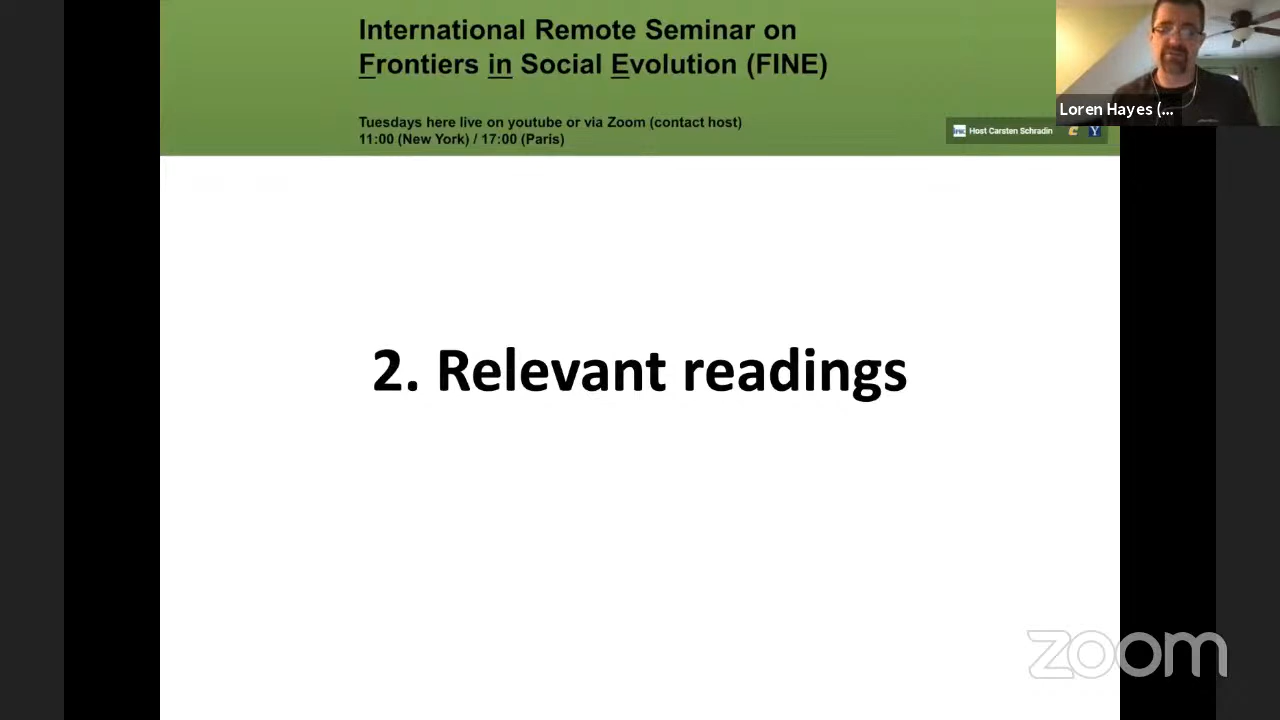 International Remote Seminar on
Frontiers in Social Evolution (FINE)
Tuesdays here live on youtube or via Zoom (contact host)
11:00 (New York) / 17:00 (Paris)
Host Carsten Schradin
Loren Hayes (...
2. Relevant readings
zoom